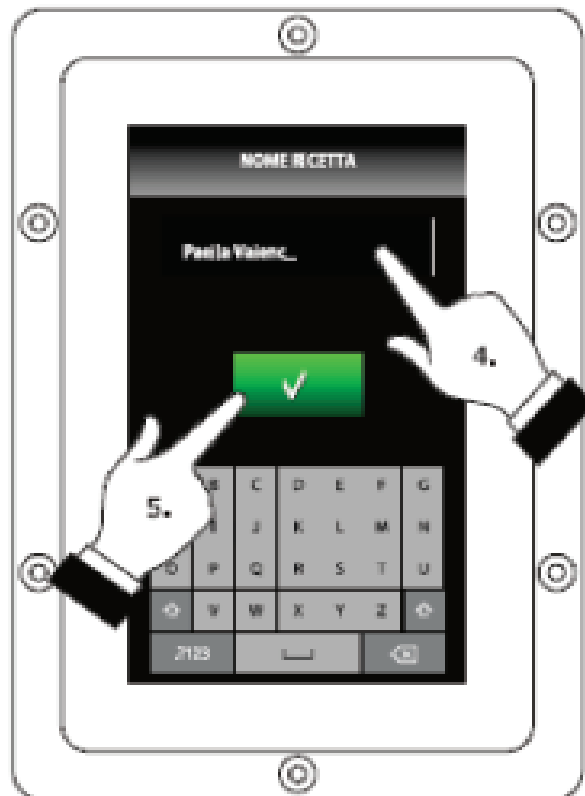 NOME RICETTA
Paella Valenc_
4.
✓
5.
B C D E F G
J K L M N
O P Q R S T U
V W X Y Z
?123